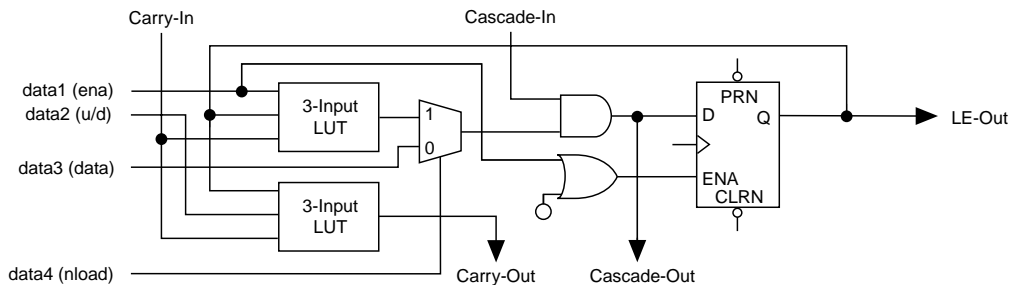 Carry-In
Cascade-In
data1 (ena)
data2 (u/d)
data3 (data)
data4 (nload)
3-Input
LUT
1
0
3-Input
LUT
PRN
D
Q
ENA
CLRN
LE-Out
Carry-Out
Cascade-Out